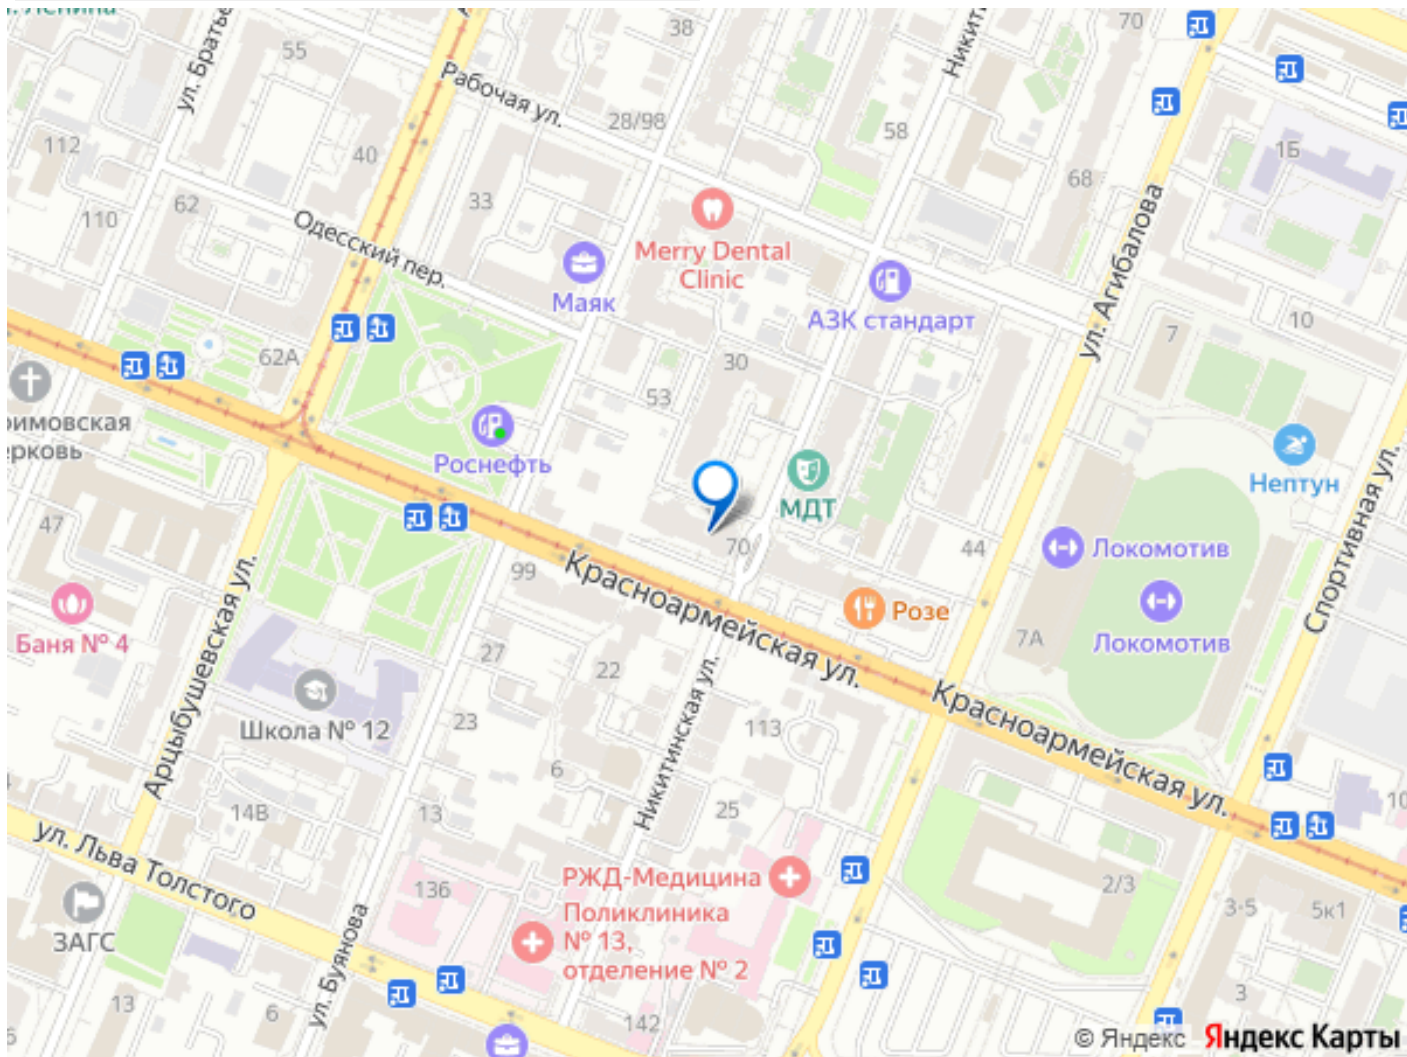 ул. Братье
55
38
Никит
70
Рабочая ул.
28/98
58
112
40
1Б
68
62
33
110
Одесский пер.
Merry Dental
Clinic
ул. Агибалова
Маяк
АЗК стандарт
7
10
62А
30
53
имовская
ерковь
Роснефть
МДТ
Нептун
47
99
70
44
Локомотив
Красноармейская ул.
Розе
Спортивная ул.
Баня № 4
7А
Локомотив
27
22
Арцыбушевская ул.
Школа № 12
23
113
Никитинская ул.
Красноармейская ул.
6
14В
13
25
10
ул. Льва Толстого
РЖД-Медицина
136
2/3
Поликлиника
№ 13,
отделение № 2
3-5
5к1
ЗАГС
ул. Буянова
13
6
142
3
© Яндекс Яндекс Карты